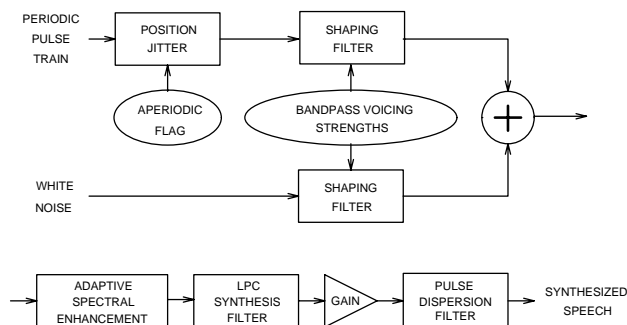 PERIODIC
PULSE
TRAIN
POSITION
JITTER
SHAPING
FILTER
APERIODIC
FLAG
BANDPASS VOICING
STRENGTHS
+
WHITE
NOISE
SHAPING
FILTER
ADAPTIVE
SPECTRAL
ENHANCEMENT
LPC
SYNTHESIS
FILTER
GAIN
PULSE
DISPERSION
FILTER
SYNTHESIZED
SPEECH